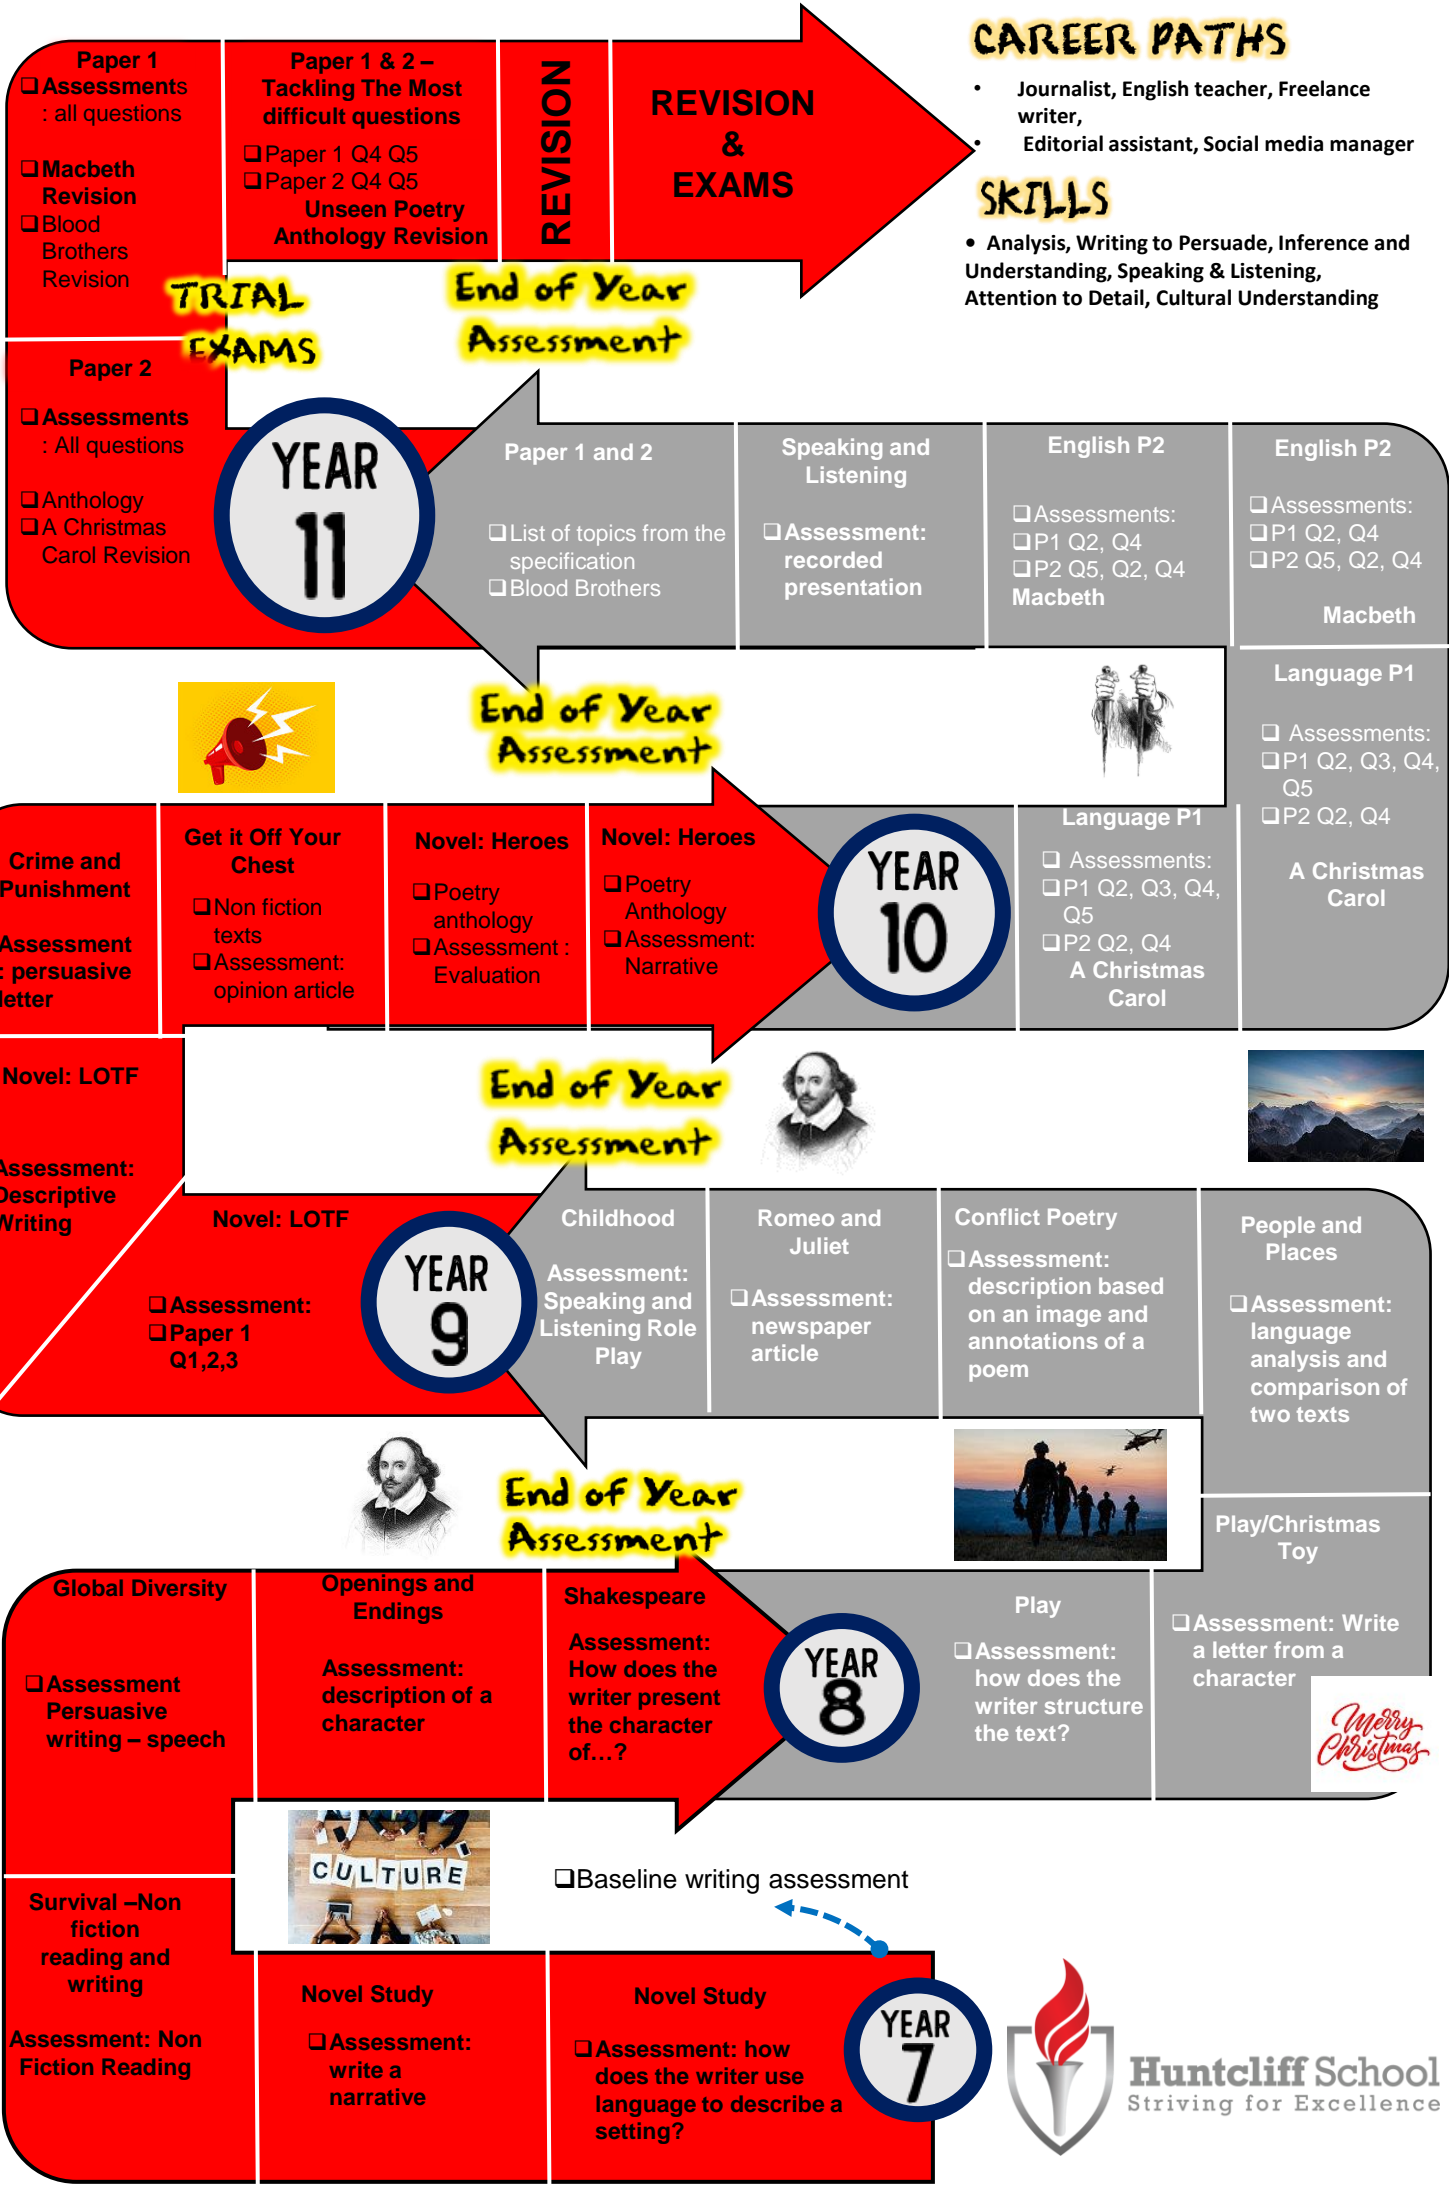 CAREER PATHS
• Journalist, English teacher, Freelance
writer,
• Editorial assistant, Social media manager
SKILLS
• Analysis, Writing to Persuade, Inference and
Understanding, Speaking & Listening,
Attention to Detail, Cultural Understanding
Paper 1
❑Assessments
: all questions
❑Macbeth
Revision
❑Blood
Brothers
Revision
Paper 1 & 2 –
Tackling The Most
difficult questions
❑Paper 1 Q4 Q5
❑Paper 2 Q4 Q5
Unseen Poetry
Anthology Revision
REVISION
REVISION
&
EXAMS
TRIAL
EXAMS
End of Year
Assessment
Paper 2
❑Assessments
: All questions
❑Anthology
❑A Christmas
Carol Revision
YEAR
11
Paper 1 and 2
❑List of topics from the
specification
❑Blood Brothers
Speaking and
Listening
❑Assessment:
recorded
presentation
English P2
❑Assessments:
❑P1 Q2, Q4
❑P2 Q5, Q2, Q4
Macbeth
English P2
❑Assessments:
❑P1 Q2, Q4
❑P2 Q5, Q2, Q4
Macbeth
Language P1
❑ Assessments:
❑P1 Q2, Q3, Q4,
Q5
❑P2 Q2, Q4
A Christmas
Carol
End of Year
Assessment
Crime and
Punishment
Assessment
: persuasive
letter
Get it Off Your
Chest
❑Non fiction
texts
❑Assessment:
opinion article
Novel: Heroes
❑Poetry
anthology
❑Assessment :
Evaluation
Novel: Heroes
❑Poetry
Anthology
❑Assessment:
Narrative
YEAR
10
Language P1
❑ Assessments:
❑P1 Q2, Q3, Q4,
Q5
❑P2 Q2, Q4
A Christmas
Carol
Novel: LOTF
Assessment:
Descriptive
Writing
End of Year
Assessment
Novel: LOTF
❑Assessment:
❑Paper 1
Q1,2,3
YEAR
9
Childhood
Assessment:
Speaking and
Listening Role
Play
Romeo and
Juliet
❑Assessment:
newspaper
article
Conflict Poetry
❑Assessment:
description based
on an image and
annotations of a
poem
People and
Places
❑Assessment:
language
analysis and
comparison of
two texts
End of Year
Assessment
Global Diversity
❑Assessment
Persuasive
writing – speech
Openings and
Endings
Assessment:
description of a
character
Shakespeare
Assessment:
How does the
writer present
the character
of…?
YEAR
8
Play
❑Assessment:
how does the
writer structure
the text?
Play/Christmas
Toy
❑Assessment: Write
a letter from a
character
Merry
Christmas
CULTURE
❑Baseline writing assessment
Survival –Non
fiction
reading and
writing
Assessment: Non
Fiction Reading
Novel Study
❑Assessment:
write a
narrative
Novel Study
❑Assessment: how
does the writer use
language to describe a
setting?
YEAR
7
Huntcliff School
Striving for Excellence